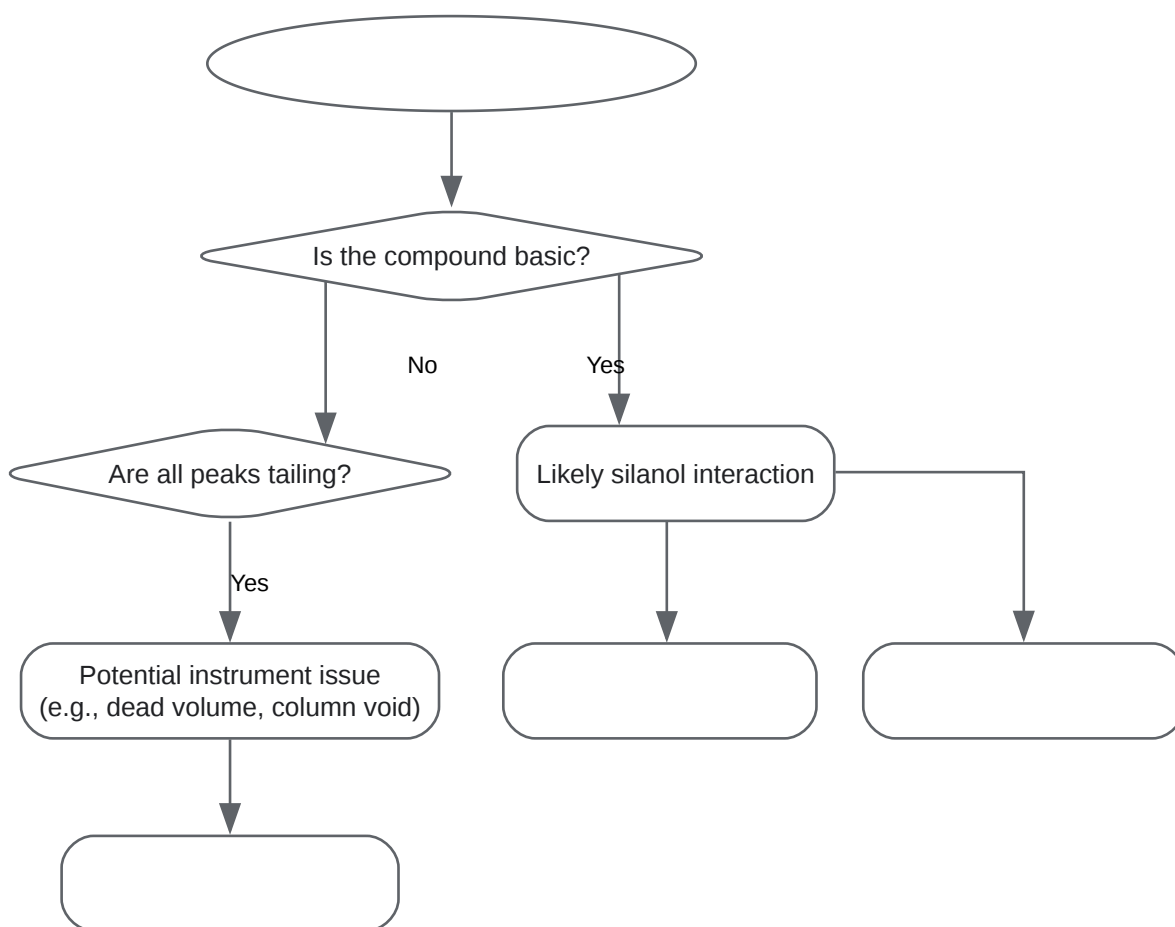 Is the compound basic?
No
Yes
Are all peaks tailing?
Likely silanol interaction
Yes
Potential instrument issue
(e.g., dead volume, column void)